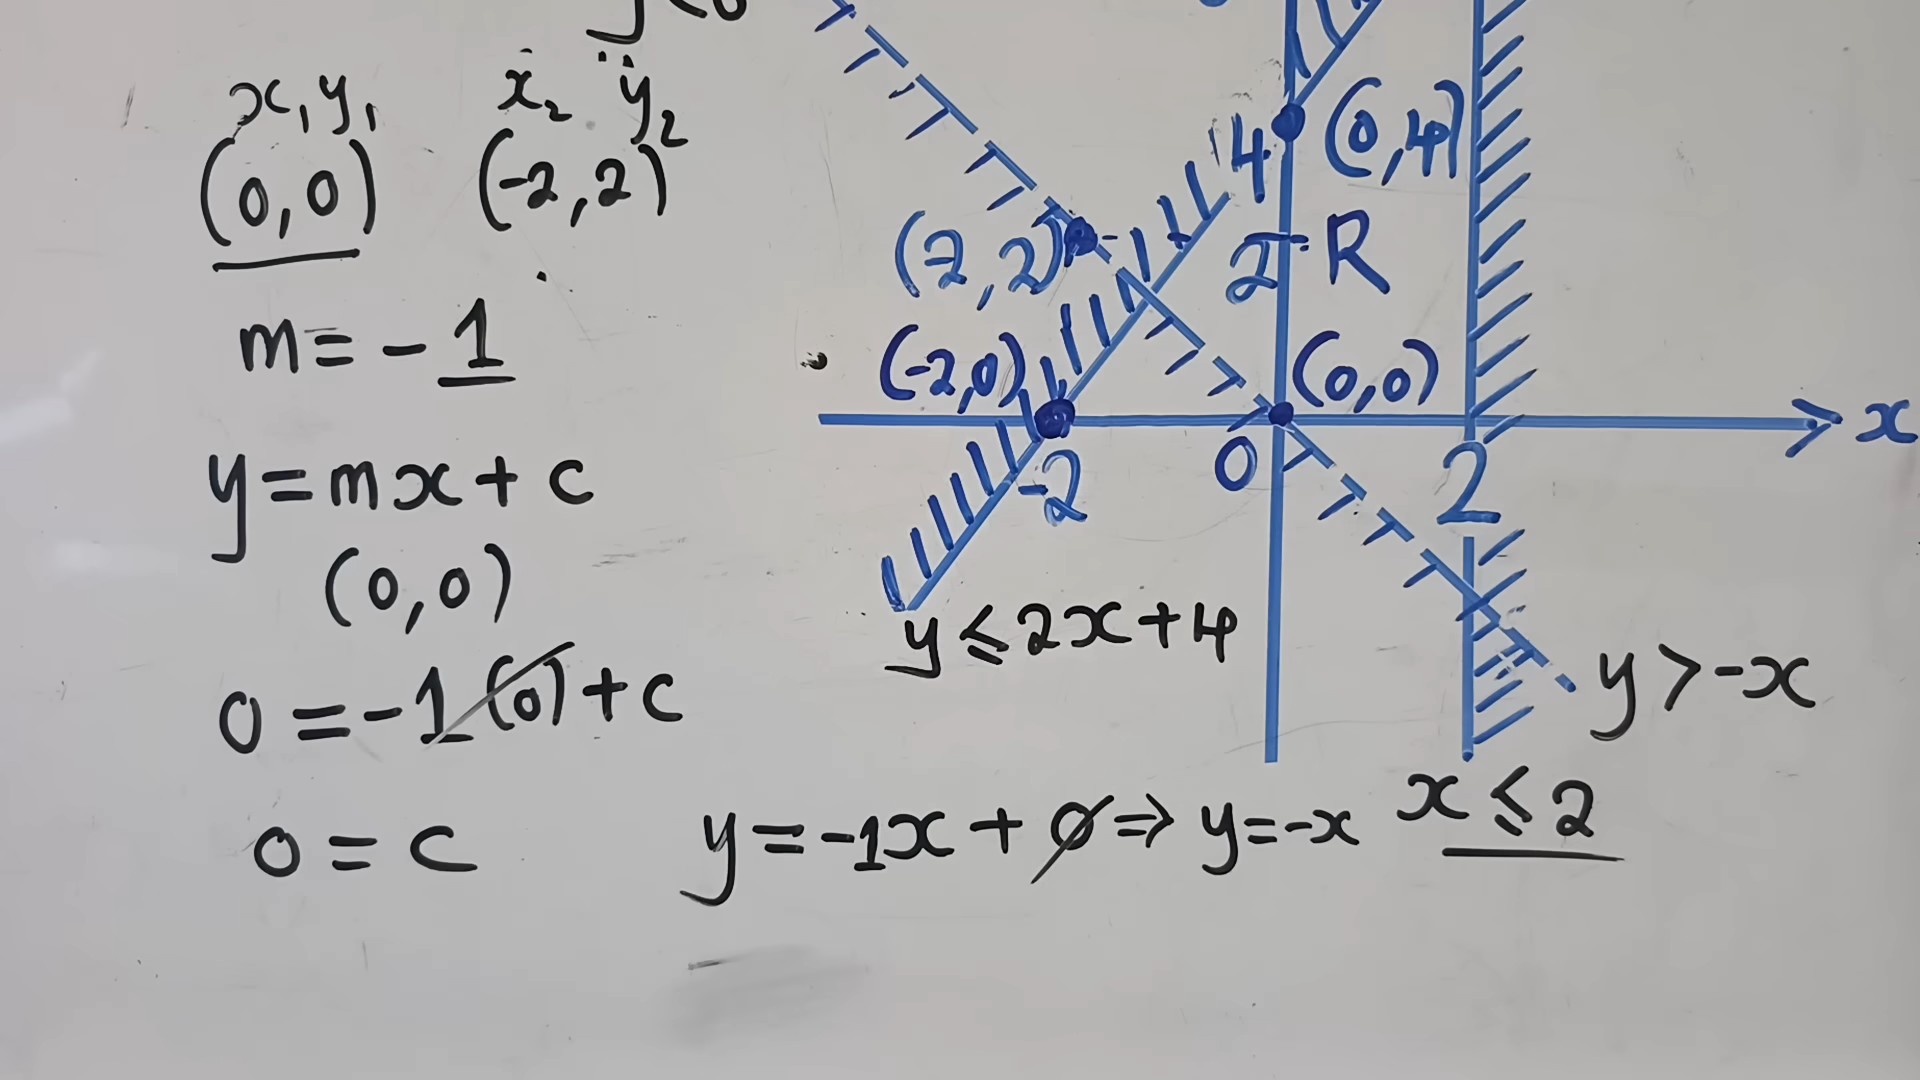 x₁ y₁ x₂ y₂
(0,0) (-2,2)
m = -1
y = mx + c
(0,0)
0 = -1(0) + c
0 = c
y = -1x + 0 ⇒ y = -x
4 (0,4)
(-2,2) 2 R
(-2,0) (0,0)
x
-2 0 2
y ≤ 2x+4
y > -x
x ≤ 2